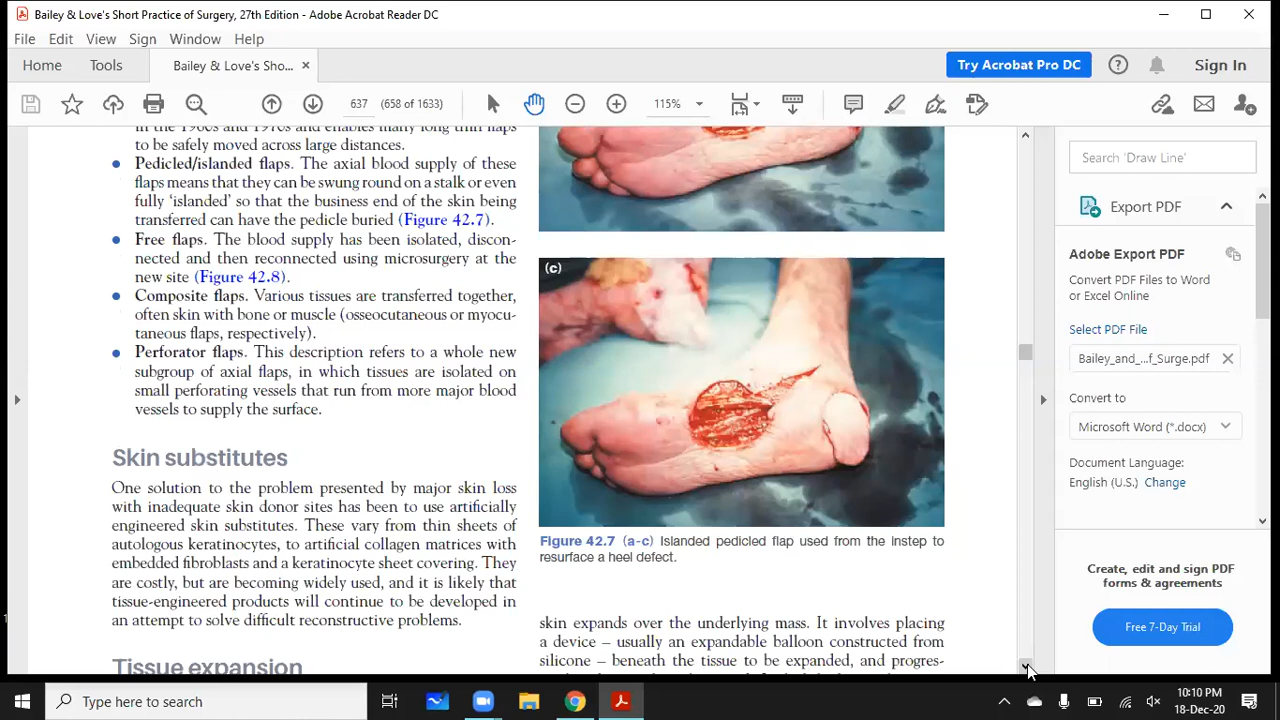 Bailey & Love's Short Practice of Surgery, 27th Edition - Adobe Acrobat Reader DC
File Edit View Sign Window Help
Home Tools Bailey & Love's Sho... × Try Acrobat Pro DC Sign In
637 (658 of 1633) 115%
in the 1960s and 1970s and enables many long thin flaps
to be safely moved across large distances.
• Pedicled/islanded flaps. The axial blood supply of these
flaps means that they can be swung round on a stalk or even
fully 'islanded' so that the business end of the skin being
transferred can have the pedicle buried (Figure 42.7).
• Free flaps. The blood supply has been isolated, discon-
nected and then reconnected using microsurgery at the
new site (Figure 42.8).
• Composite flaps. Various tissues are transferred together,
often skin with bone or muscle (osseocutaneous or myocu-
taneous flaps, respectively).
• Perforator flaps. This description refers to a whole new
subgroup of axial flaps, in which tissues are isolated on
small perforating vessels that run from more major blood
vessels to supply the surface.
Skin substitutes
One solution to the problem presented by major skin loss
with inadequate skin donor sites has been to use artificially
engineered skin substitutes. These vary from thin sheets of
autologous keratinocytes, to artificial collagen matrices with
embedded fibroblasts and a keratinocyte sheet covering. They
are costly, but are becoming widely used, and it is likely that
tissue-engineered products will continue to be developed in
an attempt to solve difficult reconstructive problems.
Tissue expansion
(c)
Figure 42.7 (a-c) Islanded pedicled flap used from the instep to
resurface a heel defect.
skin expands over the underlying mass. It involves placing
a device – usually an expandable balloon constructed from
silicone – beneath the tissue to be expanded, and progres-
Search 'Draw Line'
Export PDF
Adobe Export PDF
Convert PDF Files to Word
or Excel Online
Select PDF File
Bailey_and_...f_Surge.pdf
Convert to
Microsoft Word (*.docx)
Document Language:
English (U.S.) Change
Create, edit and sign PDF
forms & agreements
Free 7-Day Trial
Type here to search
10:10 PM
18-Dec-20